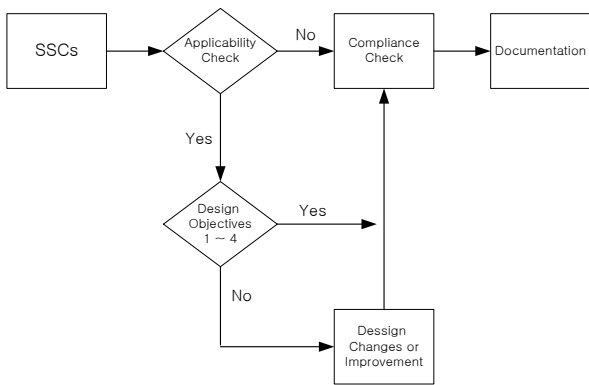 SSCs
Applicability
Check
No
Compliance
Check
Documentation
Yes
Design
Objectives
1 ~ 4
Yes
No
Dessign
Changes or
Improvement